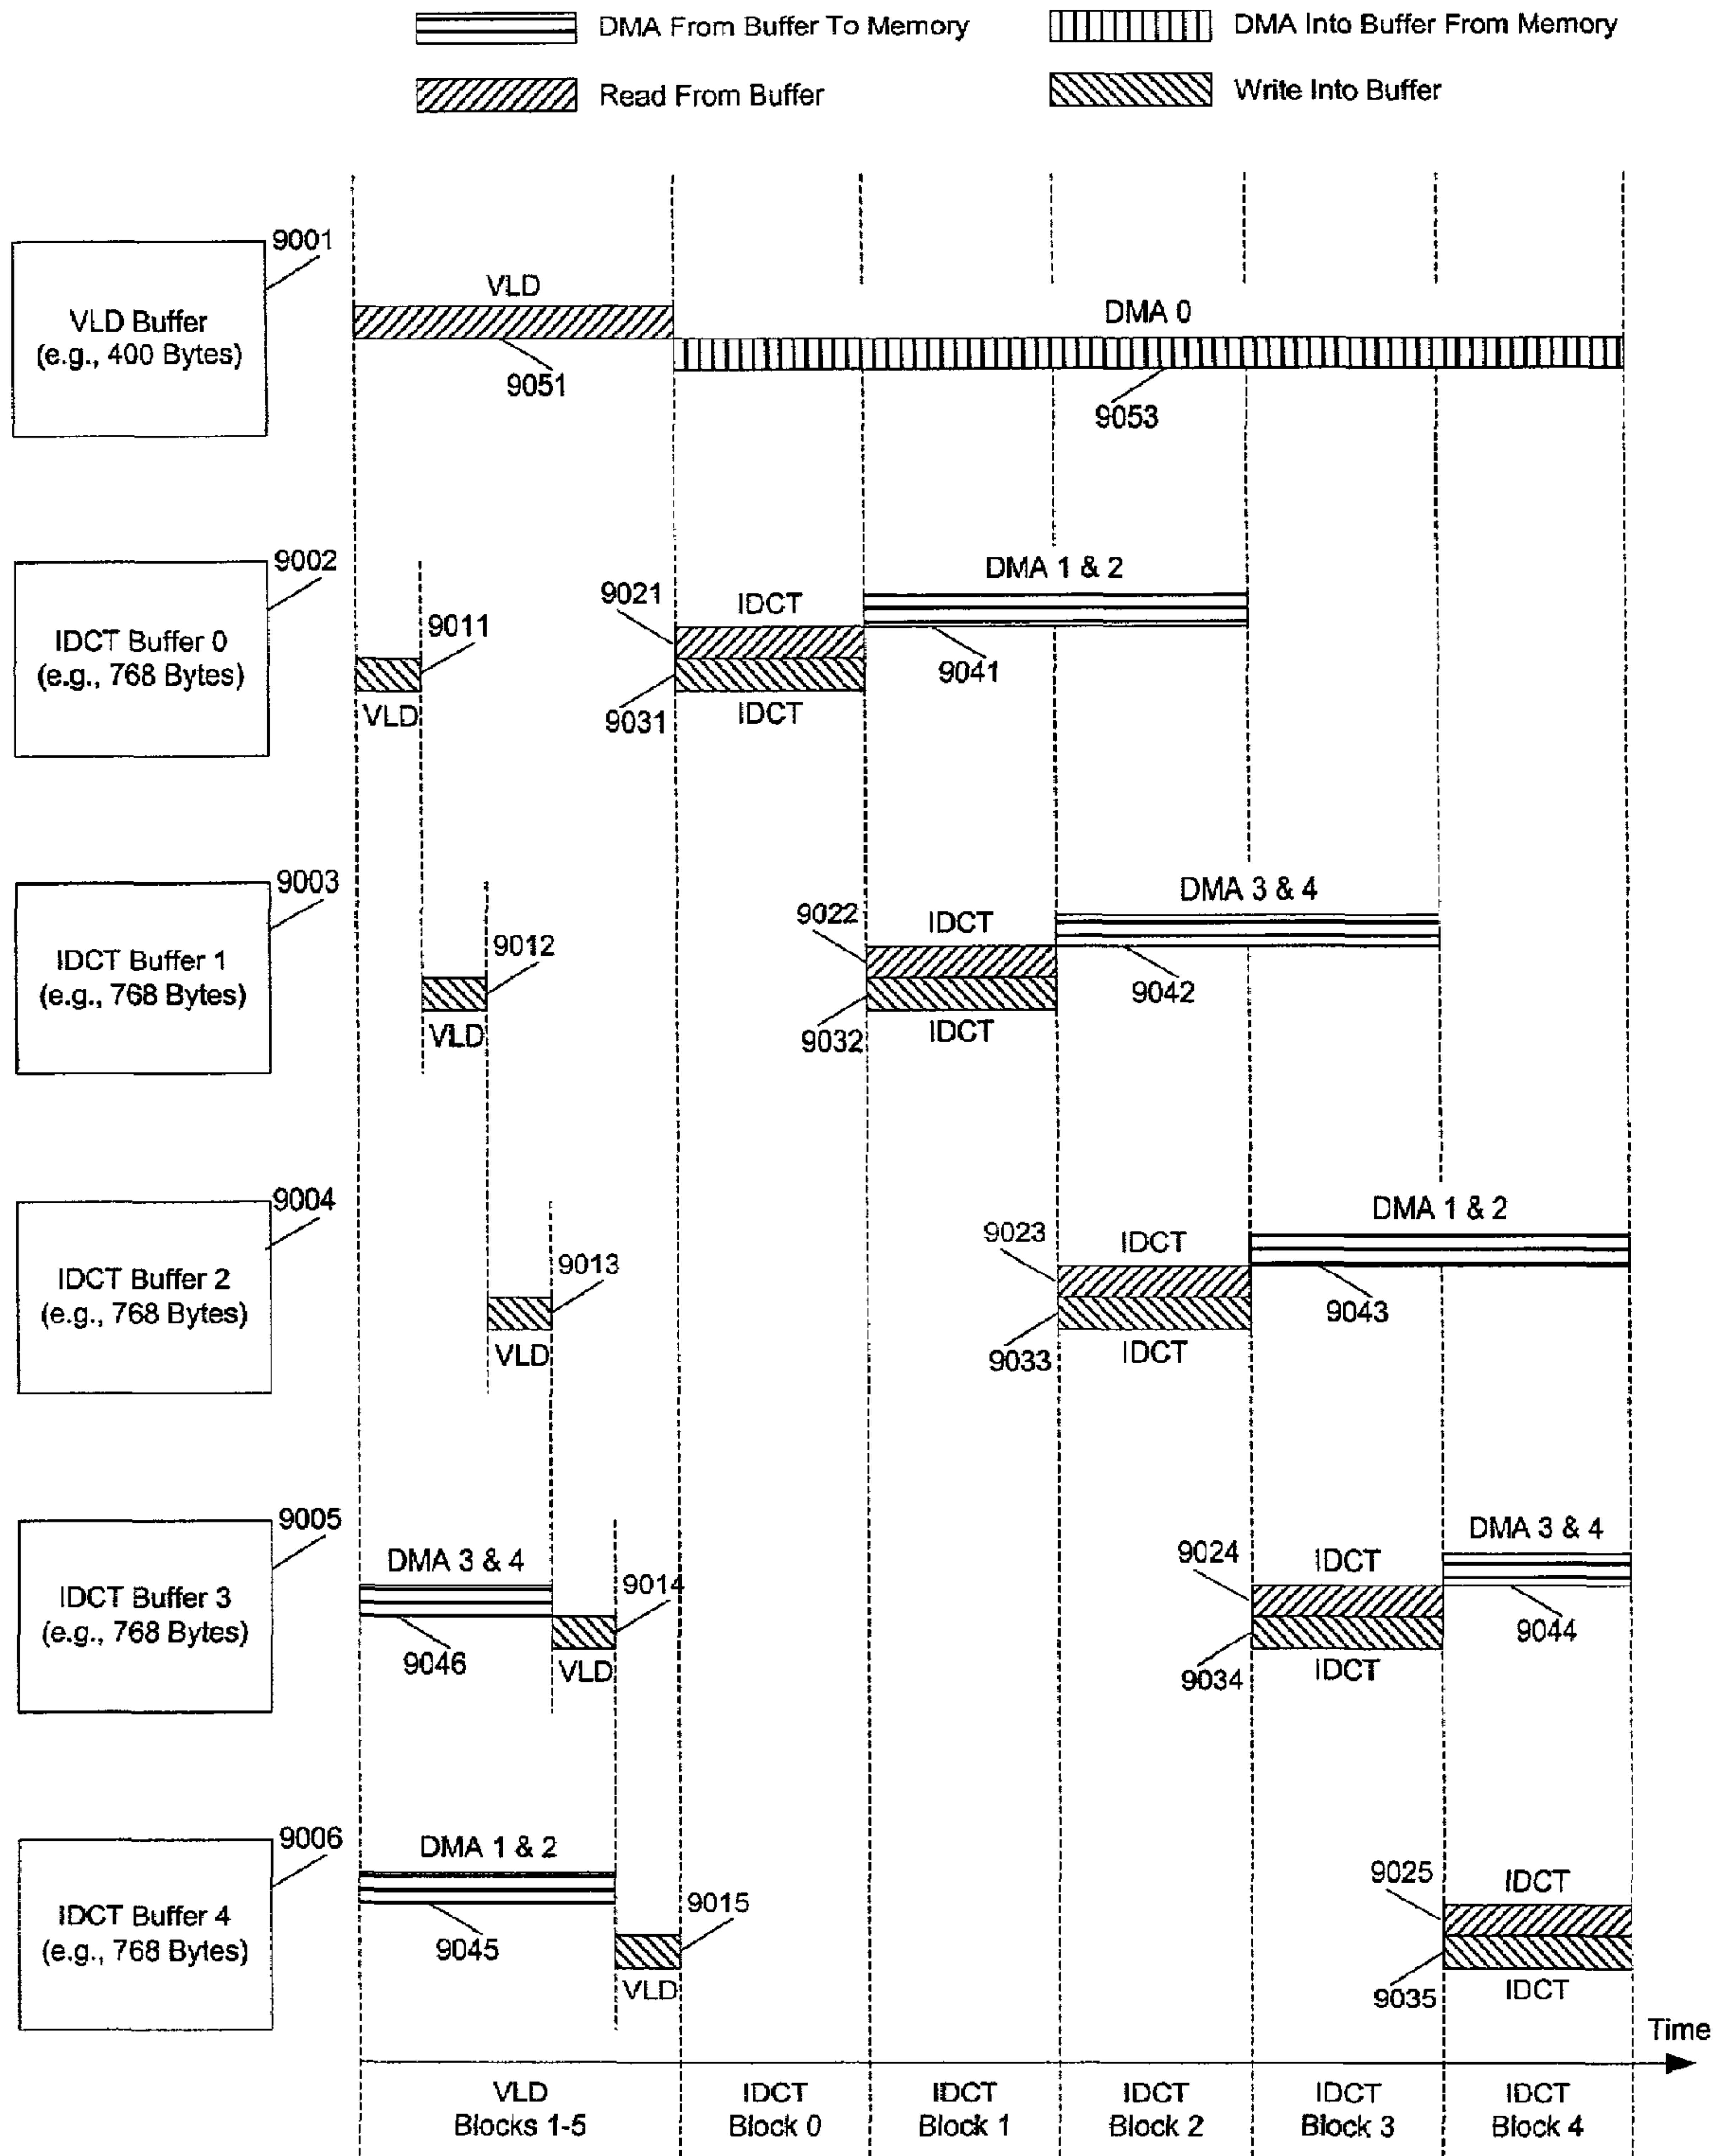 DMA From Buffer To Memory
DMA Into Buffer From Memory
Read From Buffer
Write Into Buffer
9001
VLD Buffer
(e.g., 400 Bytes)
VLD
9051
DMA 0
9053
9002
IDCT Buffer 0
(e.g., 768 Bytes)
9011
VLD
9021
IDCT
9031
IDCT
DMA 1 & 2
9041
9003
IDCT Buffer 1
(e.g., 768 Bytes)
9012
VLD
9022
IDCT
9032
IDCT
DMA 3 & 4
9042
9004
IDCT Buffer 2
(e.g., 768 Bytes)
9013
VLD
9023
IDCT
9033
IDCT
DMA 1 & 2
9043
9005
IDCT Buffer 3
(e.g., 768 Bytes)
DMA 3 & 4
9046
9014
VLD
9024
IDCT
9034
IDCT
DMA 3 & 4
9044
9006
IDCT Buffer 4
(e.g., 768 Bytes)
DMA 1 & 2
9045
9015
VLD
9025
IDCT
9035
IDCT
Time
VLD
Blocks 1-5
IDCT
Block 0
IDCT
Block 1
IDCT
Block 2
IDCT
Block 3
IDCT
Block 4